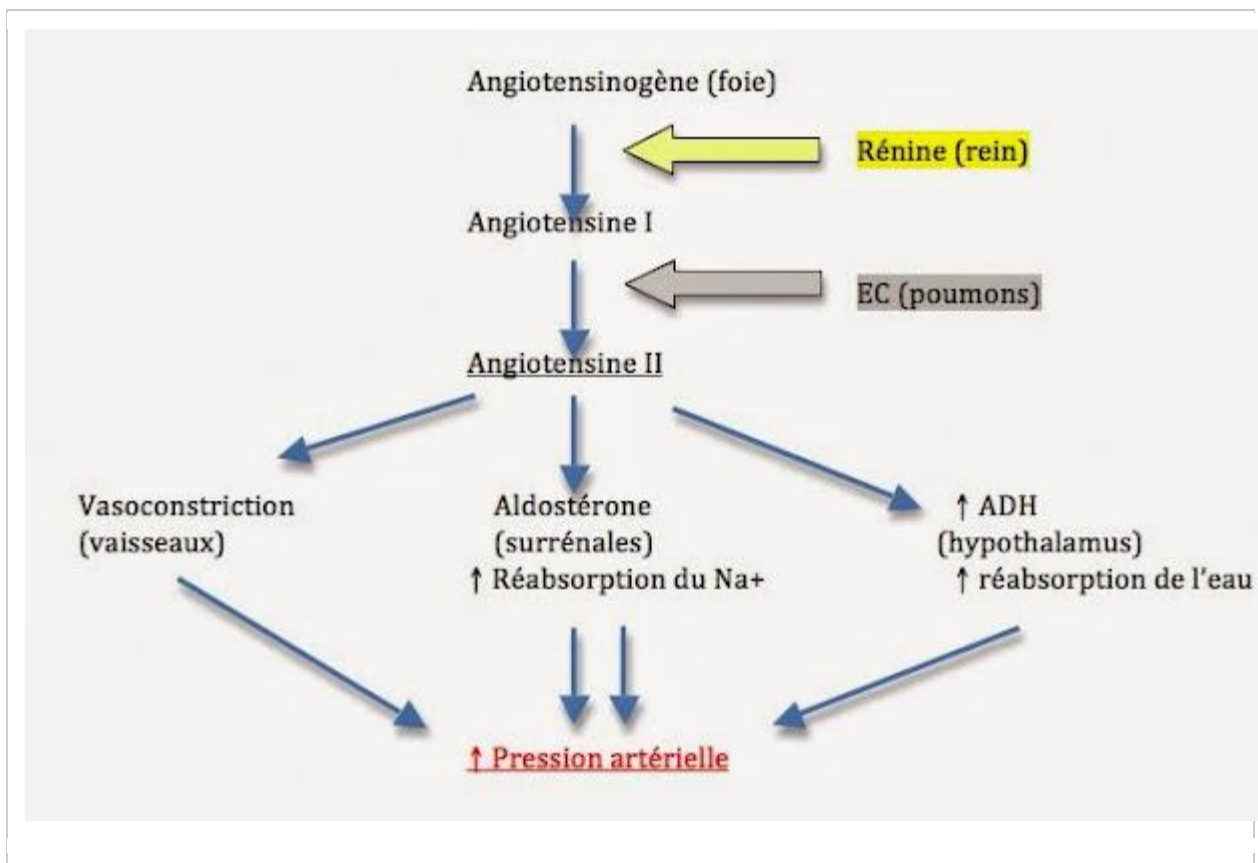 Angiotensinogène (foie)
Rénine (rein)
Angiotensine I
EC (poumons)
Angiotensine II
Vasoconstriction
(vaisseaux)
Aldostérone
(surrénales)
↑ Réabsorption du Na+
↑ ADH
(hypothalamus)
↑ réabsorption de l'eau
↑ Pression artérielle